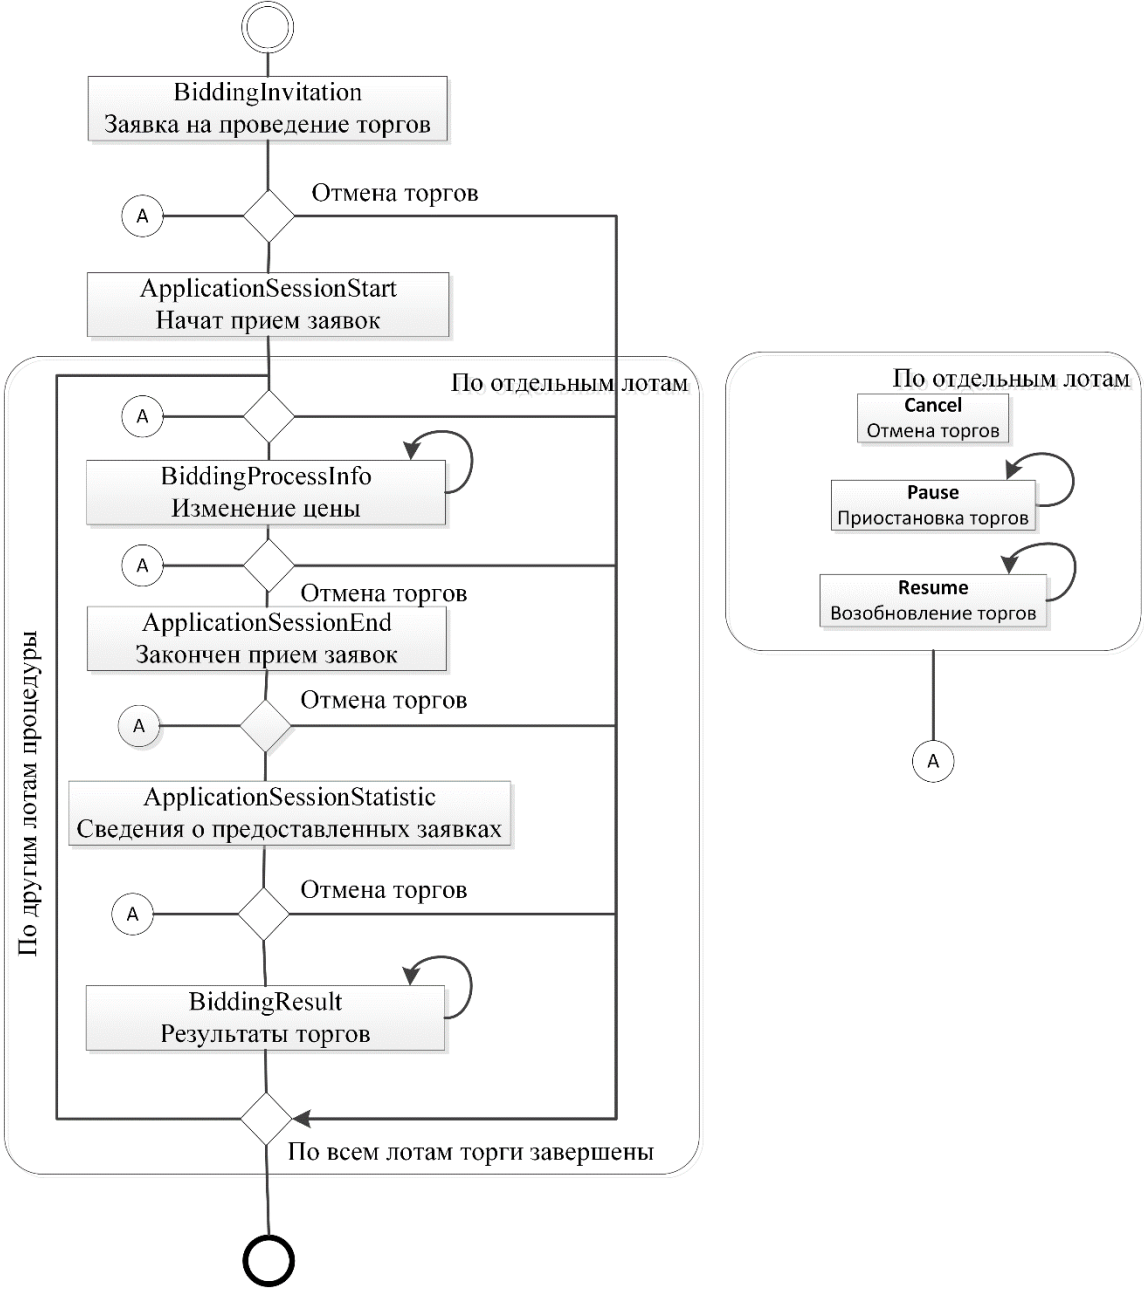 BiddingInvitation
Заявка на проведение торгов
Отмена торгов
А
ApplicationSessionStart
Начат прием заявок
По отдельным лотам
А
BiddingProcessInfo
Изменение цены
А
Отмена торгов
ApplicationSessionEnd
Закончен прием заявок
Отмена торгов
А
ApplicationSessionStatistic
Сведения о предоставленных заявках
Отмена торгов
А
BiddingResult
Результаты торгов
По всем лотам торги завершены
По другим лотам процедуры
По отдельным лотам
Cancel
Отмена торгов
Pause
Приостановка торгов
Resume
Возобновление торгов
А